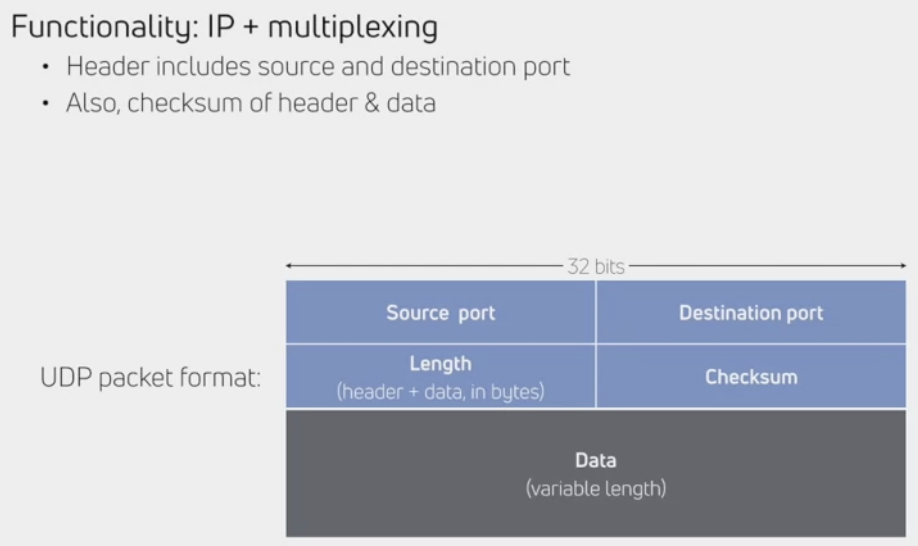 Functionality: IP + multiplexing
• Header includes source and destination port
• Also, checksum of header & data
32 bits
Source port
Destination port
UDP packet format:
Length
(header + data, in bytes)
Checksum
Data
(variable length)